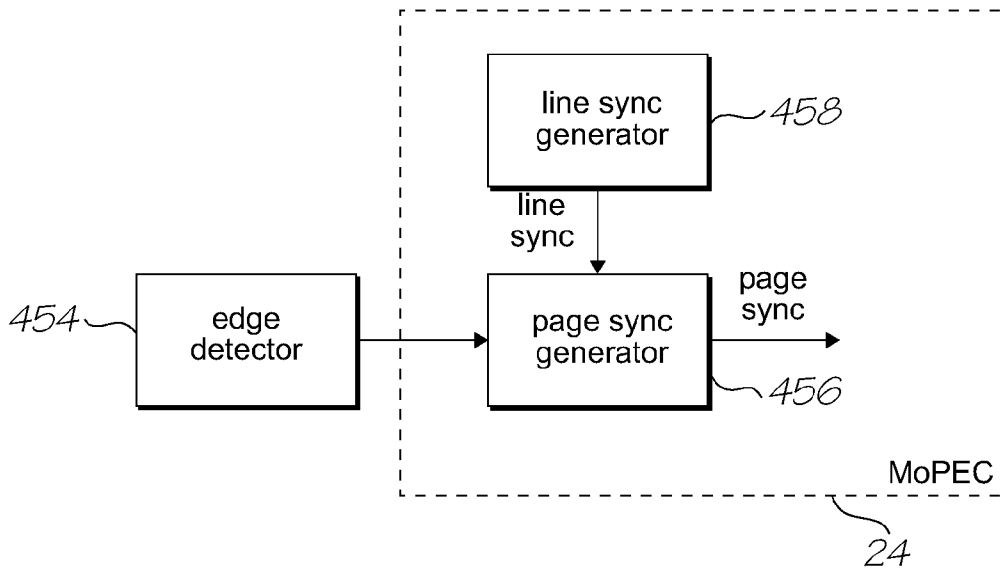 line sync
generator
458
line
sync
454
edge
detector
page sync
generator
page
sync
456
MoPEC
24